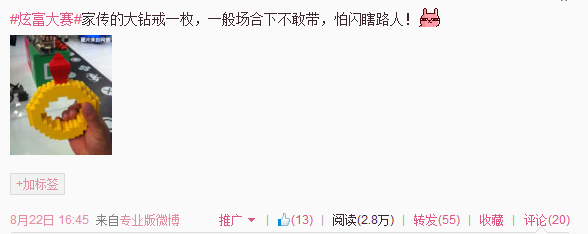 #炫富大赛#家传的大钻戒一枚，一般场合下不敢带，怕闪瞎路人！
+加标签
8月22日 16:45 来自专业版微博 推广 | (13) | 阅读(2.8万) | 转发(55) | 收藏 | 评论(20)